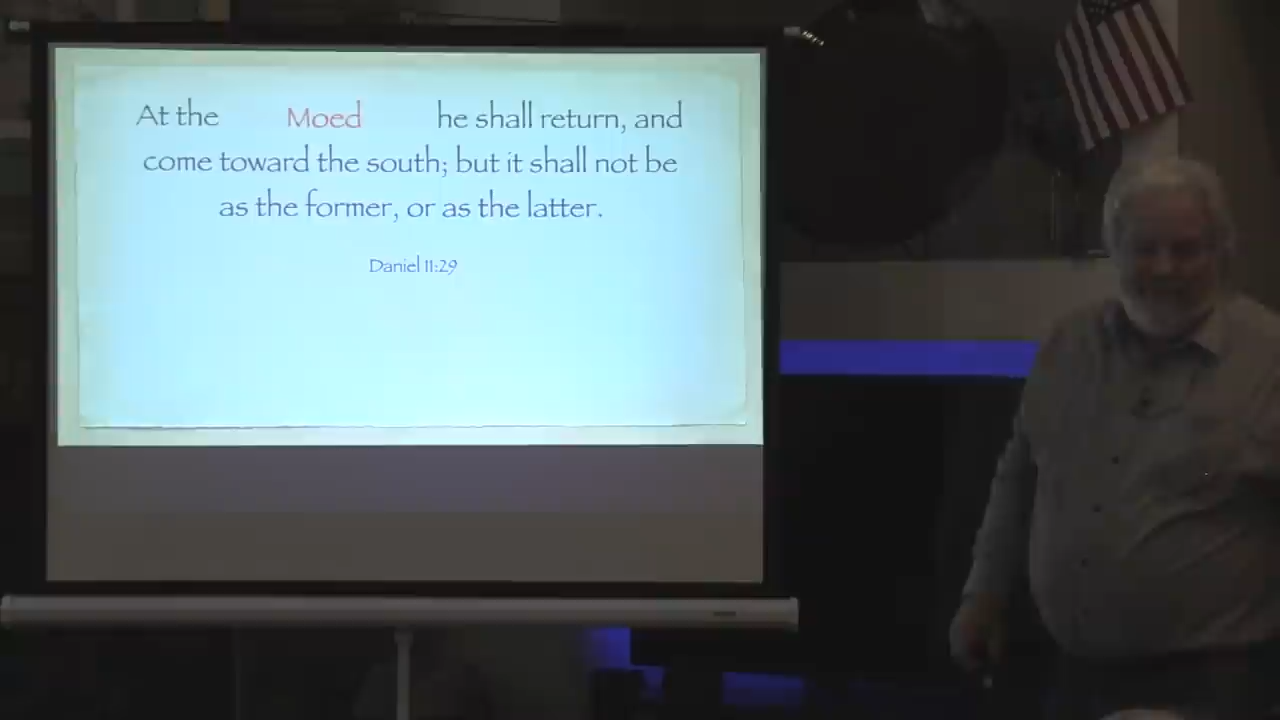 At the Moed he shall return, and
come toward the south; but it shall not be
as the former, or as the latter.
Daniel 11:29